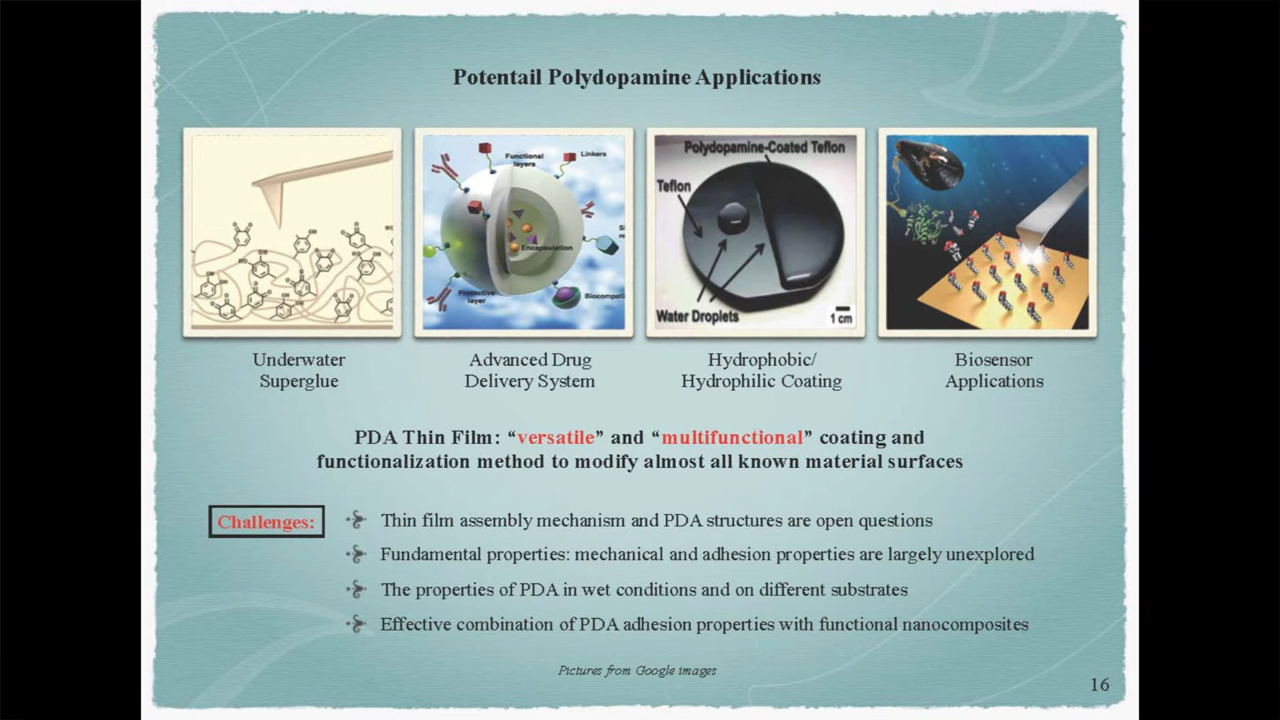 Potentail Polydopamine Applications
Functional
layers
Linkers
Encapsulation
Protective
layer
Biocompati
Polydopamine-Coated Teflon
Teflon
Water Droplets
1 cm
Underwater
Superglue
Advanced Drug
Delivery System
Hydrophobic/
Hydrophilic Coating
Biosensor
Applications
PDA Thin Film: “versatile” and “multifunctional” coating and
functionalization method to modify almost all known material surfaces
Challenges:
Thin film assembly mechanism and PDA structures are open questions
Fundamental properties: mechanical and adhesion properties are largely unexplored
The properties of PDA in wet conditions and on different substrates
Effective combination of PDA adhesion properties with functional nanocomposites
Pictures from Google images
16